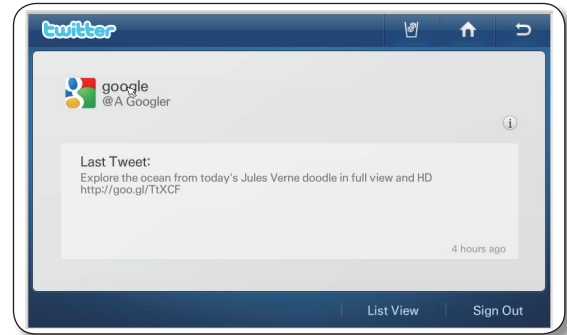 twitter
google
@A Googler
i
Last Tweet:
Explore the ocean from today's Jules Verne doodle in full view and HD
http://goo.gl/TtXCF
4 hours ago
List View
Sign Out